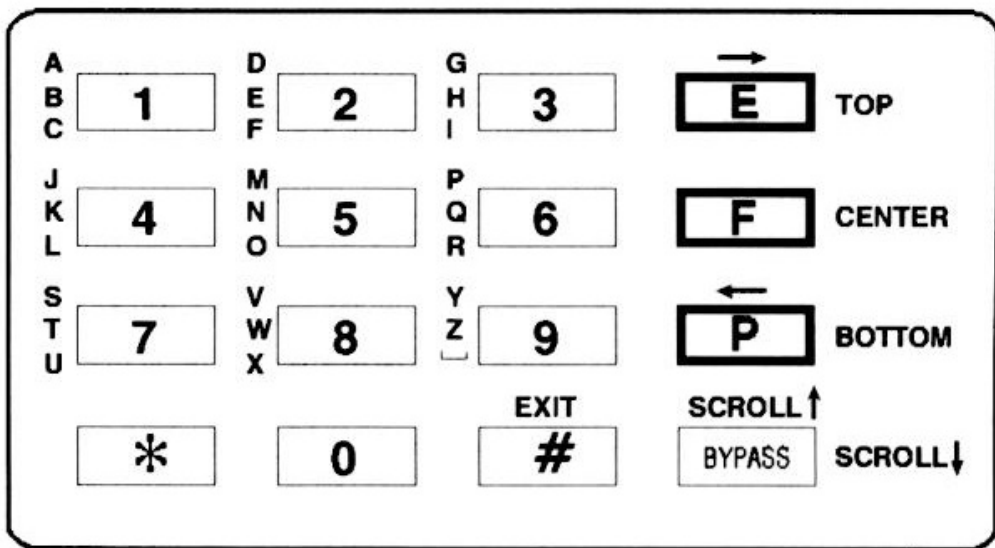 A D G →
B 1 E 2 H 3 E TOP
C F I
J M P
K 4 N 5 Q 6 F CENTER
L O R
S V Y ←
T 7 W 8 Z 9 P BOTTOM
U X ␣
EXIT SCROLL↑
* 0 # BYPASS SCROLL↓